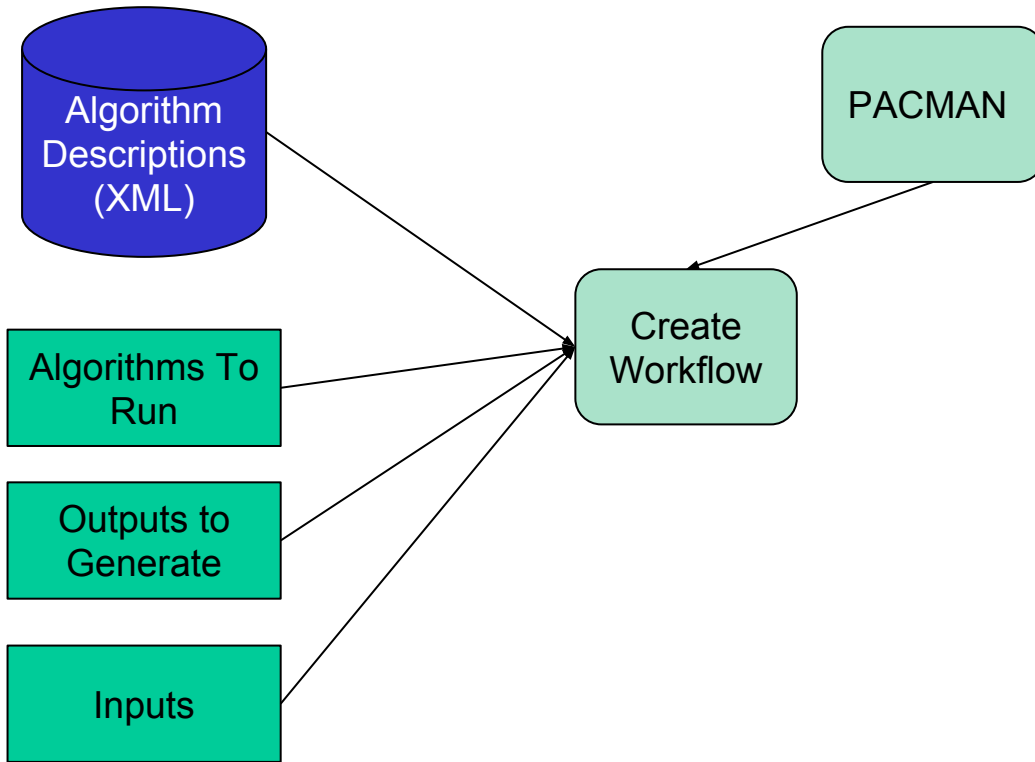 Algorithm
Descriptions
(XML)
PACMAN
Create
Workflow
Algorithms To
Run
Outputs to
Generate
Inputs